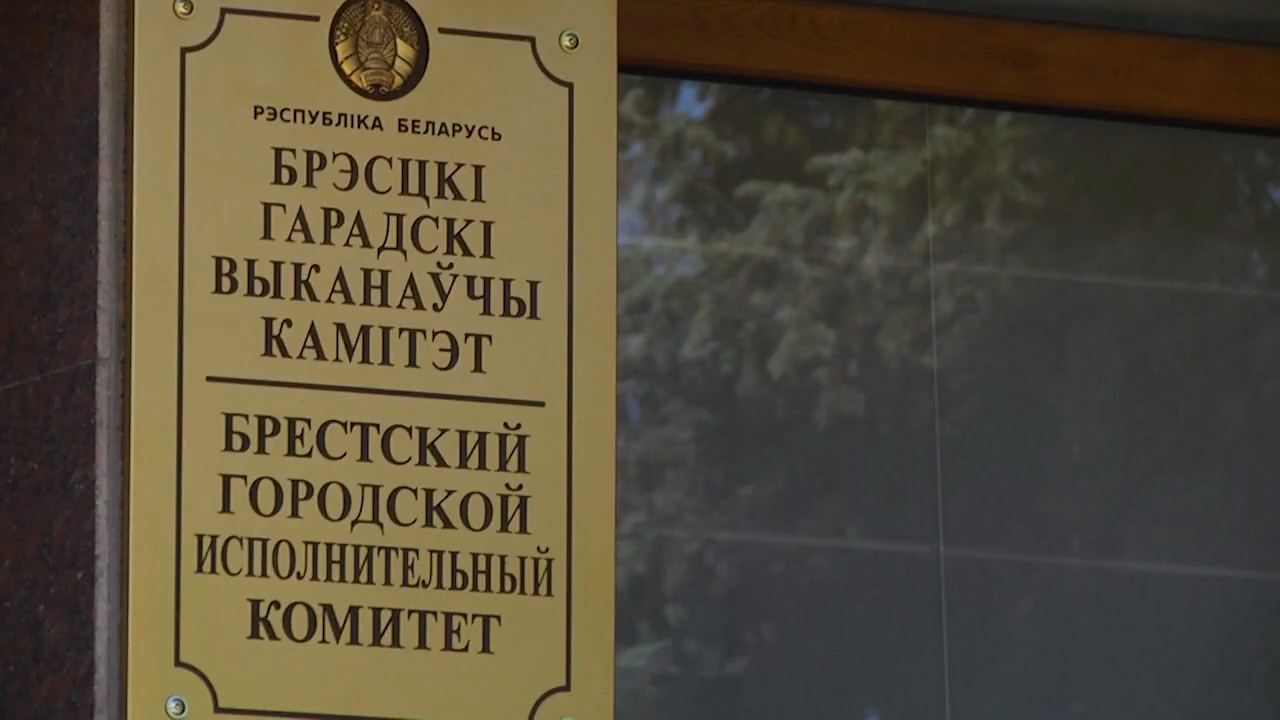 РЭСПУБЛІКА БЕЛАРУСЬ
БРЭСЦКІ
ГАРАДСКІ
ВЫКАНАЎЧЫ
КАМІТЭТ
БРЕСТСКИЙ
ГОРОДСКОЙ
ИСПОЛНИТЕЛЬНЫЙ
КОМИТЕТ